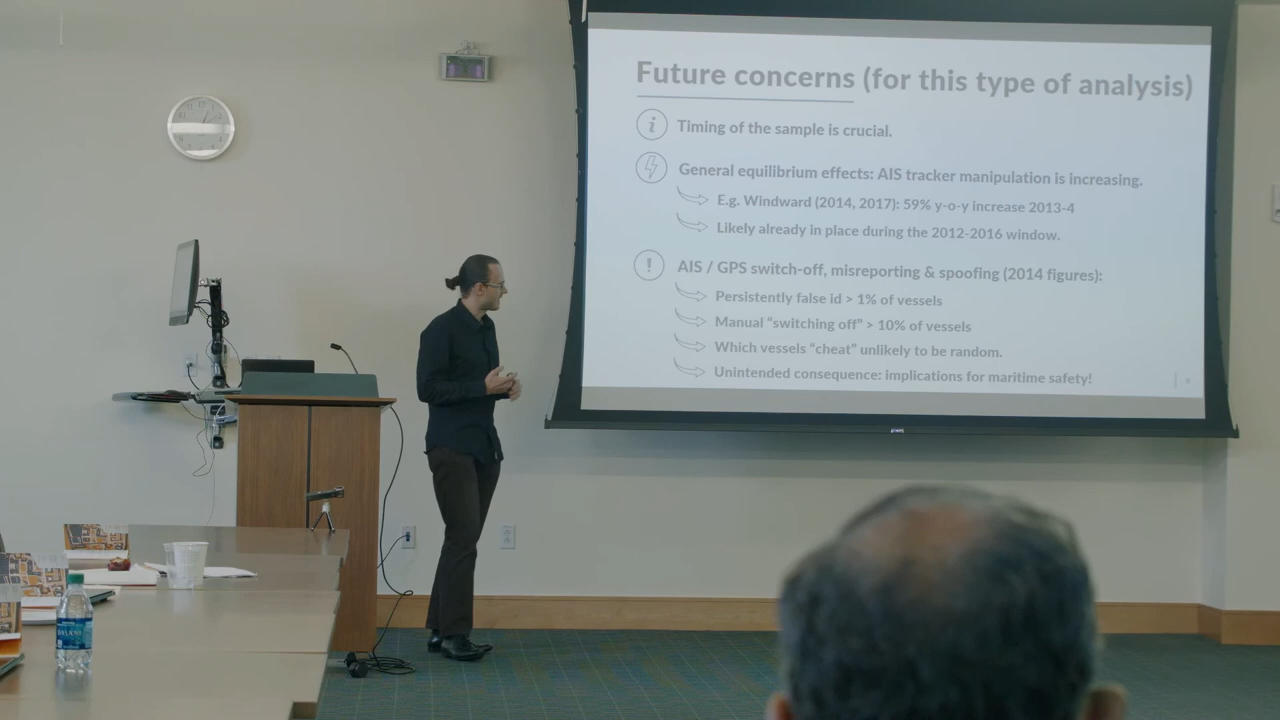 Future concerns (for this type of analysis)
Timing of the sample is crucial.
General equilibrium effects: AIS tracker manipulation is increasing.
E.g. Windward (2014, 2017): 59% y-o-y increase 2013-4
Likely already in place during the 2012-2016 window.
AIS / GPS switch-off, misreporting & spoofing (2014 figures):
Persistently false id > 1% of vessels
Manual “switching off” > 10% of vessels
Which vessels “cheat” unlikely to be random.
Unintended consequence: implications for maritime safety!